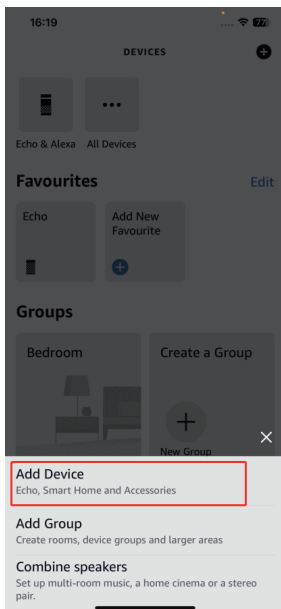 16:19
77
DEVICES
Echo & Alexa All Devices
Favourites Edit
Echo Add New
Favourite
Groups
Bedroom Create a Group
New Group
Add Device
Echo, Smart Home and Accessories
Add Group
Create rooms, device groups and larger areas
Combine speakers
Set up multi-room music, a home cinema or a stereo
pair.